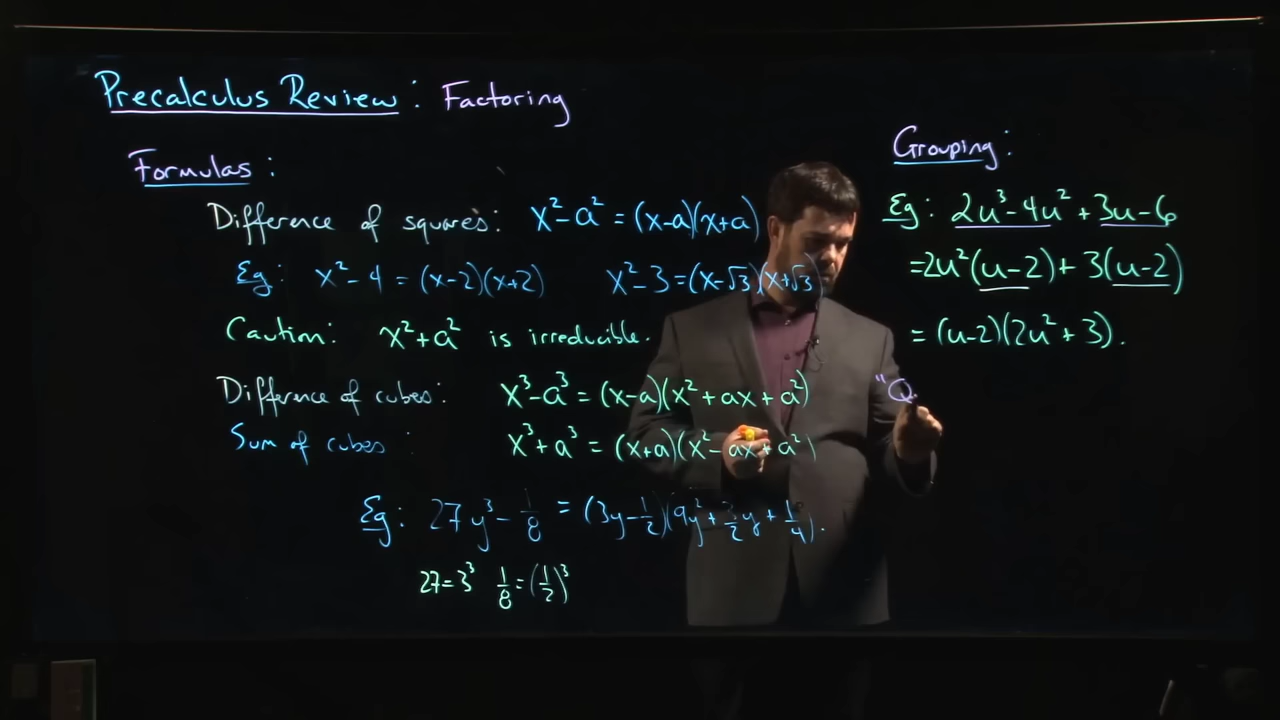 Precalculus Review: Factoring
Formulas:
Difference of squares: x²-a² = (x-a)(x+a)
Eg: x²-4 = (x-2)(x+2) x²-3 = (x-√3)(x+√3)
Caution: x²+a² is irreducible.
Difference of cubes: x³-a³ = (x-a)(x²+ax+a²)
Sum of cubes: x³+a³ = (x+a)(x²-ax+a²)
Eg: 27y³-1/8 = (3y-1/2)(9y²+3/2y+1/4).
27=3³ 1/8=(1/2)³
Grouping:
Eg: 2u³-4u²+3u-6
=2u²(u-2)+3(u-2)
= (u-2)(2u²+3).
"Q